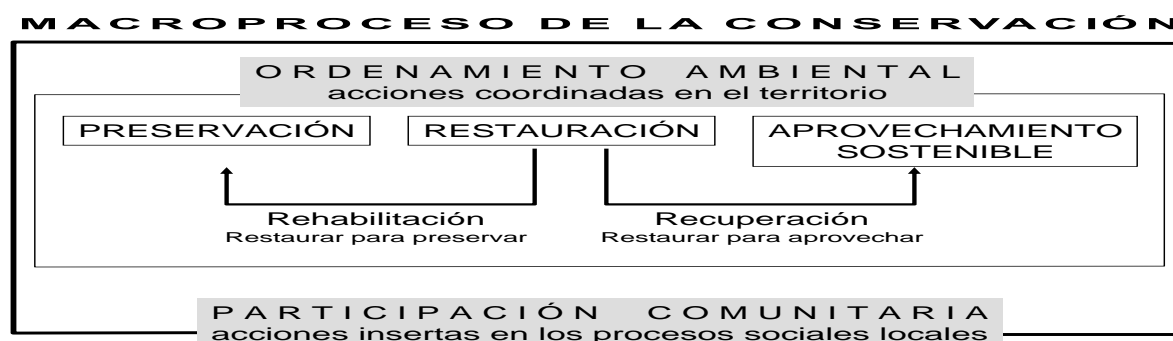 MACROPROCESO DE LA CONSERVACIÓN
ORDENAMIENTO AMBIENTAL
acciones coordinadas en el territorio
PRESERVACIÓN
RESTAURACIÓN
APROVECHAMIENTO
SOSTENIBLE
Rehabilitación
Restaurar para preservar
Recuperación
Restaurar para aprovechar
PARTICIPACIÓN COMUNITARIA
acciones insertas en los procesos sociales locales